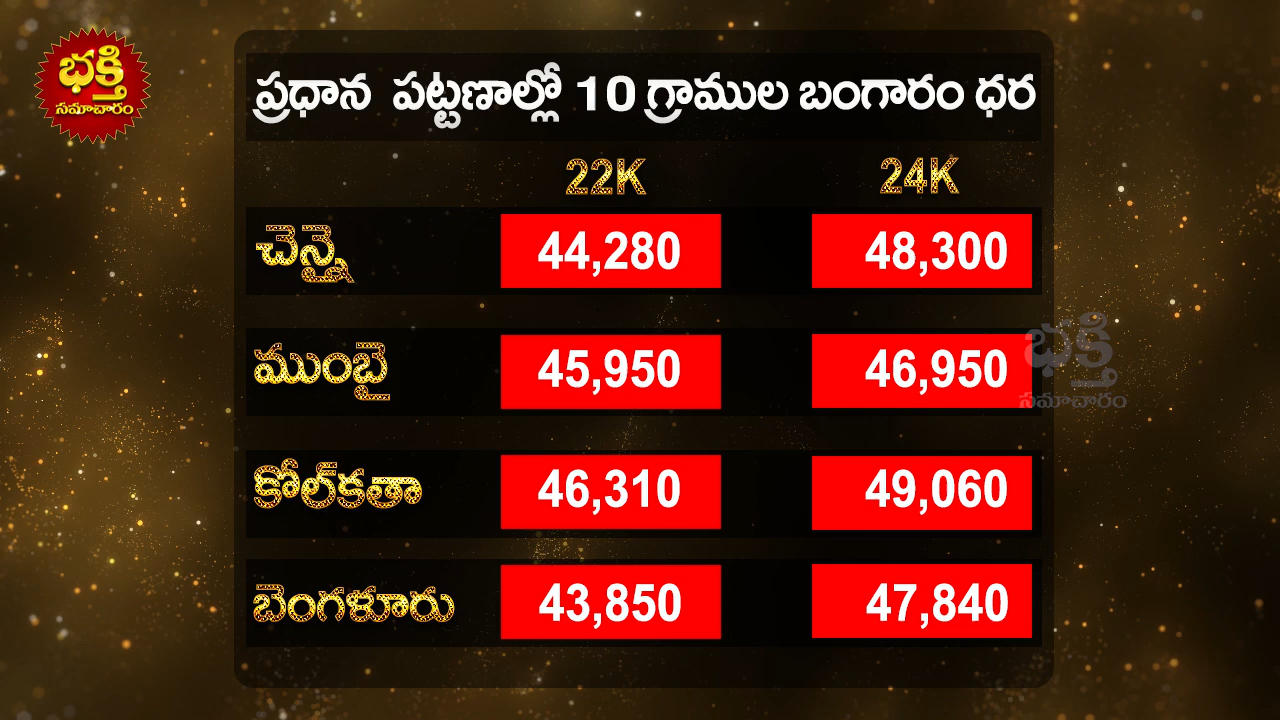 భక్తి
సమాచారం
ప్రధాన పట్టణాల్లో 10 గ్రాముల బంగారం ధర
22K 24K
చెన్నై 44,280 48,300
ముంబై 45,950 46,950
భక్తి
సమాచారం
కోల్‌కతా 46,310 49,060
బెంగళూరు 43,850 47,840